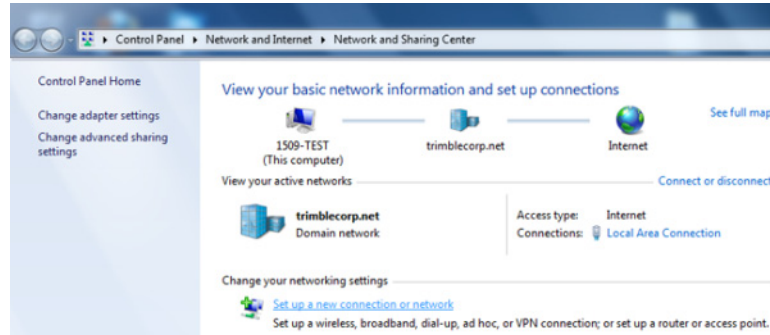 Control Panel ▸ Network and Internet ▸ Network and Sharing Center
Control Panel Home
Change adapter settings
Change advanced sharing
settings
View your basic network information and set up connections
See full map
1509-TEST
(This computer)
trimblecorp.net
Internet
View your active networks
Connect or disconnect
trimblecorp.net
Domain network
Access type: Internet
Connections: Local Area Connection
Change your networking settings
Set up a new connection or network
Set up a wireless, broadband, dial-up, ad hoc, or VPN connection; or set up a router or access point.